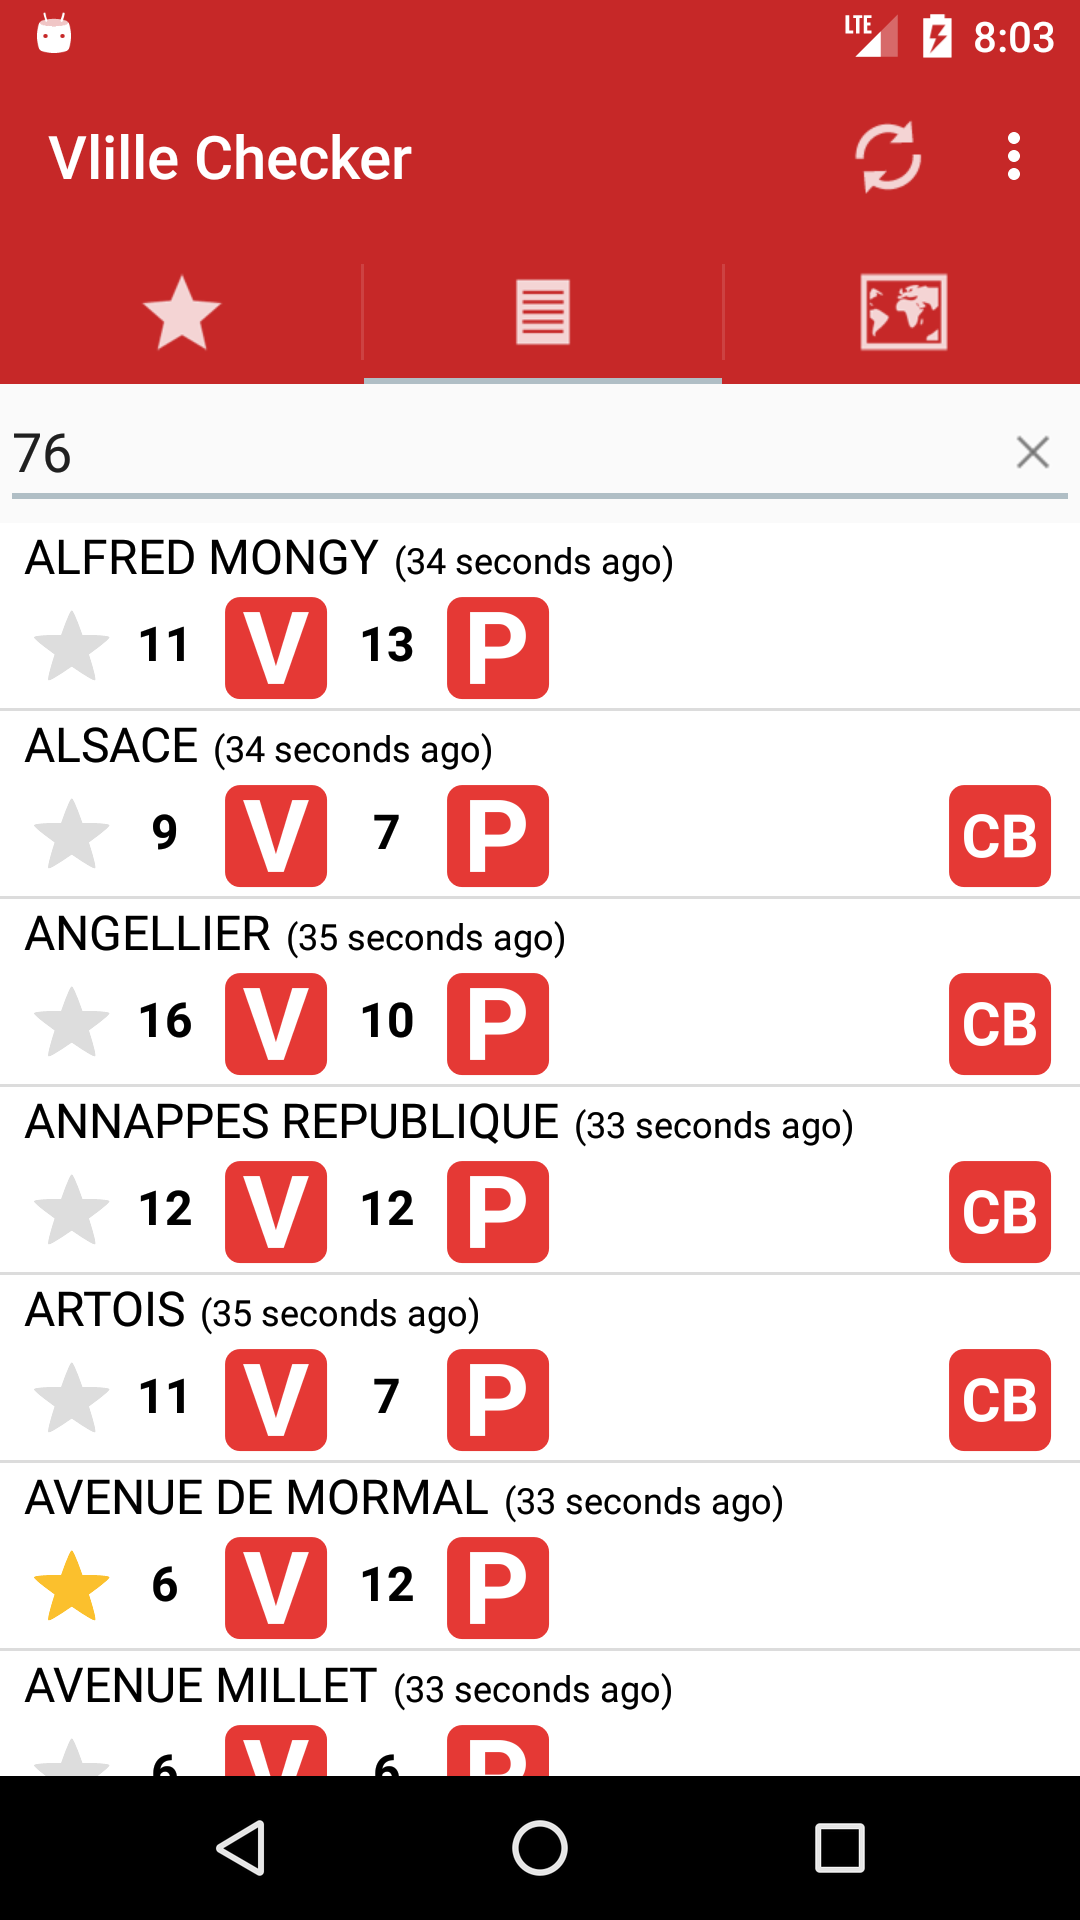 LTE 8:03
Vlille Checker
76
ALFRED MONGY (34 seconds ago)
11 V 13 P
ALSACE (34 seconds ago)
9 V 7 P CB
ANGELLIER (35 seconds ago)
16 V 10 P CB
ANNAPPES REPUBLIQUE (33 seconds ago)
12 V 12 P CB
ARTOIS (35 seconds ago)
11 V 7 P CB
AVENUE DE MORMAL (33 seconds ago)
6 V 12 P
AVENUE MILLET (33 seconds ago)
6 V 6 P